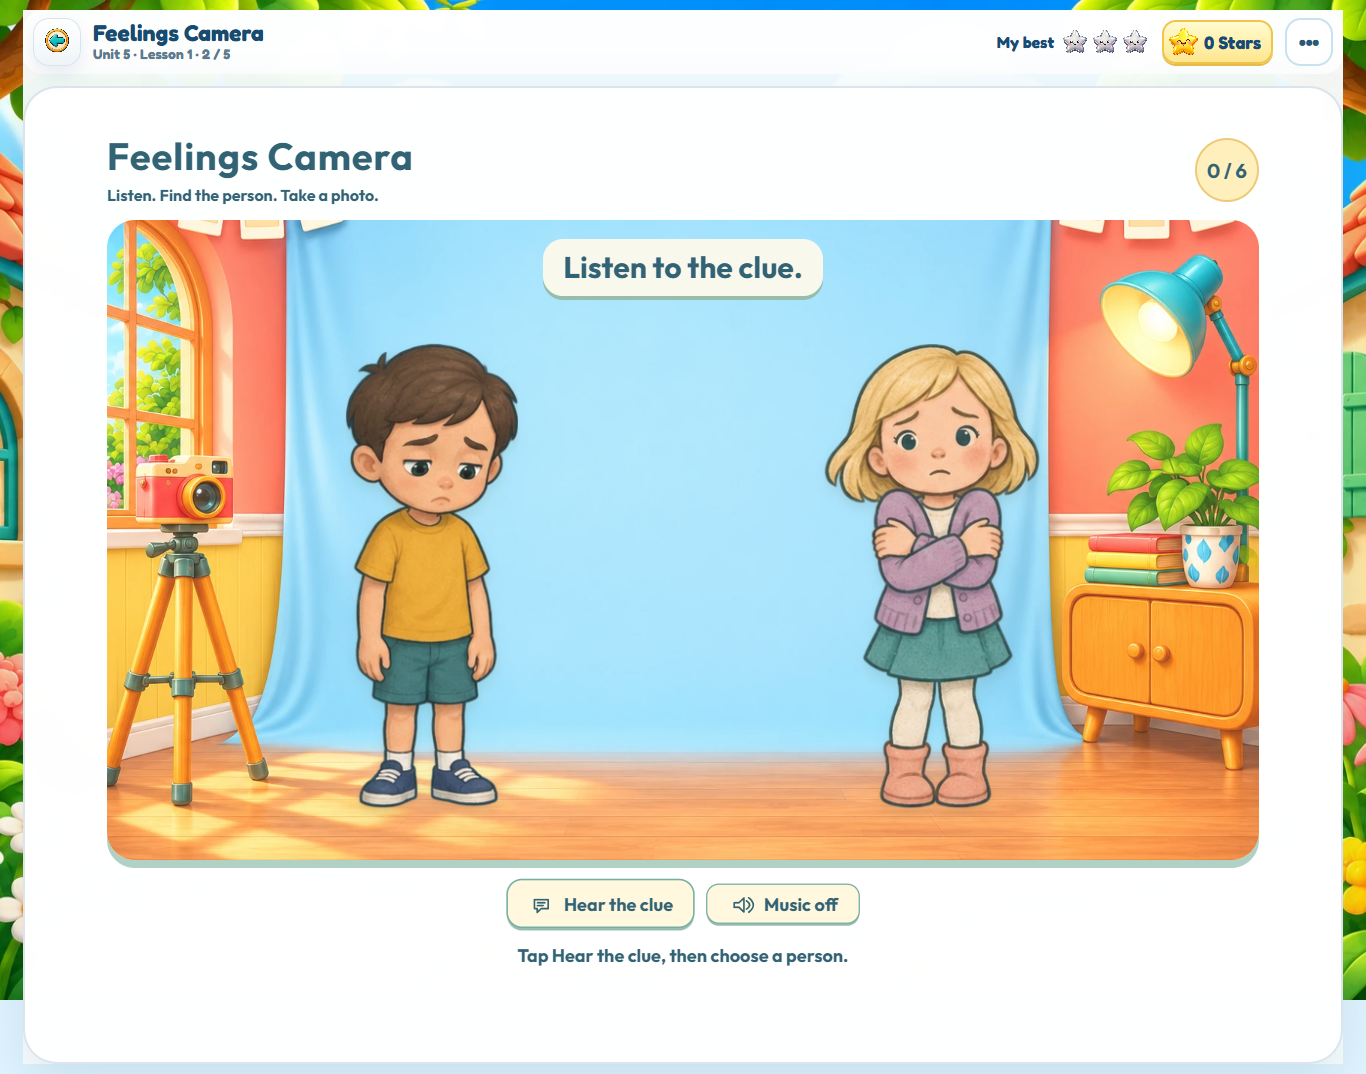 Feelings Camera
Unit 5 · Lesson 1 · 2 / 5
My best
0 Stars
Feelings Camera
Listen. Find the person. Take a photo.
0 / 6
Listen to the clue.
Hear the clue
Music off
Tap Hear the clue, then choose a person.